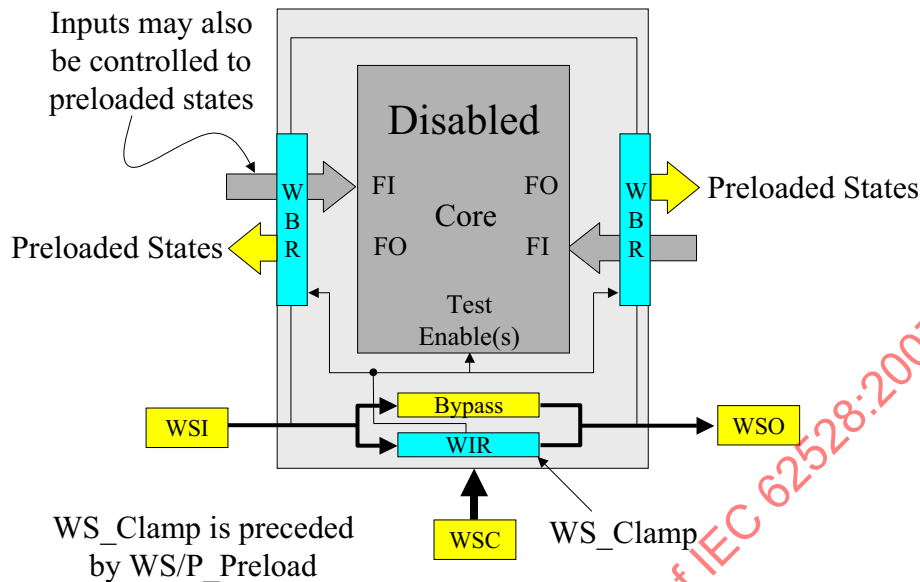 Inputs may also
be controlled to
preloaded states
Disabled
W
B
R
FI
FO
Core
FO
FI
W
B
R
Preloaded States
Preloaded States
Test
Enable(s)
WSI
Bypass
WIR
WSO
WS_Clamp is preceded
by WS/P_Preload
WSC
WS_Clamp
of IEC 62528:200